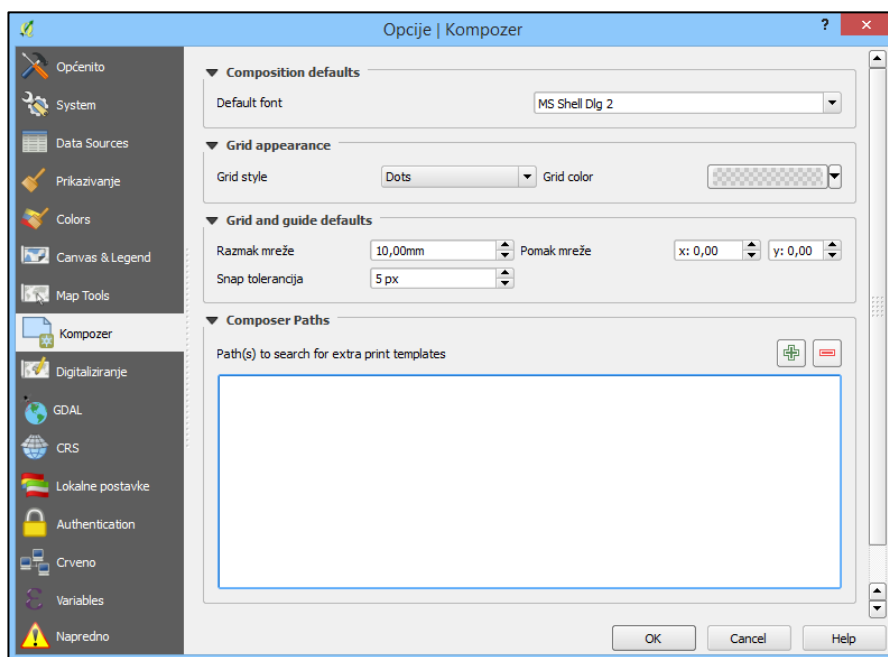 Opcije | Kompozer
?
×
Općenito
System
Data Sources
Prikazivanje
Colors
Canvas & Legend
Map Tools
Kompozer
Digitaliziranje
GDAL
CRS
Lokalne postavke
Authentication
Crveno
Variables
Napredno
Composition defaults
Default font MS Shell Dlg 2
Grid appearance
Grid style Dots Grid color
Grid and guide defaults
Razmak mreže 10,00mm Pomak mreže x: 0,00 y: 0,00
Snap tolerancija 5 px
Composer Paths
Path(s) to search for extra print templates
OK Cancel Help